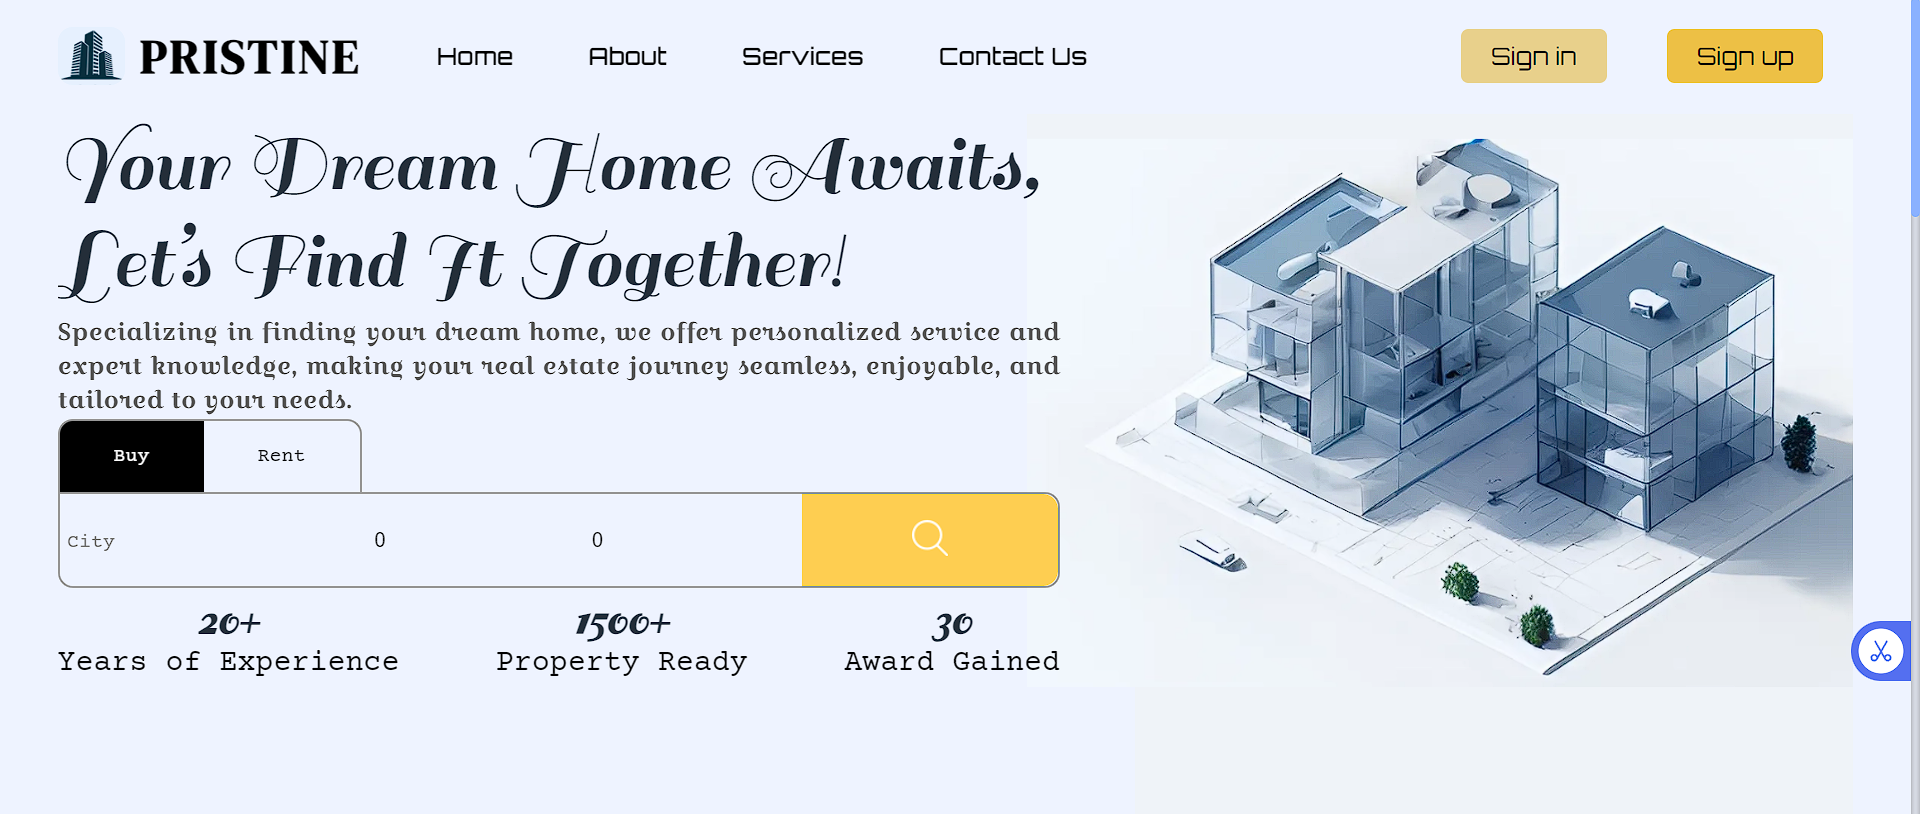 PRISTINE Home About Services Contact Us Sign in Sign up
Your Dream Home Awaits,
Let's Find It Together!
Specializing in finding your dream home, we offer personalized service and
expert knowledge, making your real estate journey seamless, enjoyable, and
tailored to your needs.
Buy Rent
City 0 0
20+ 1500+ 30
Years of Experience Property Ready Award Gained